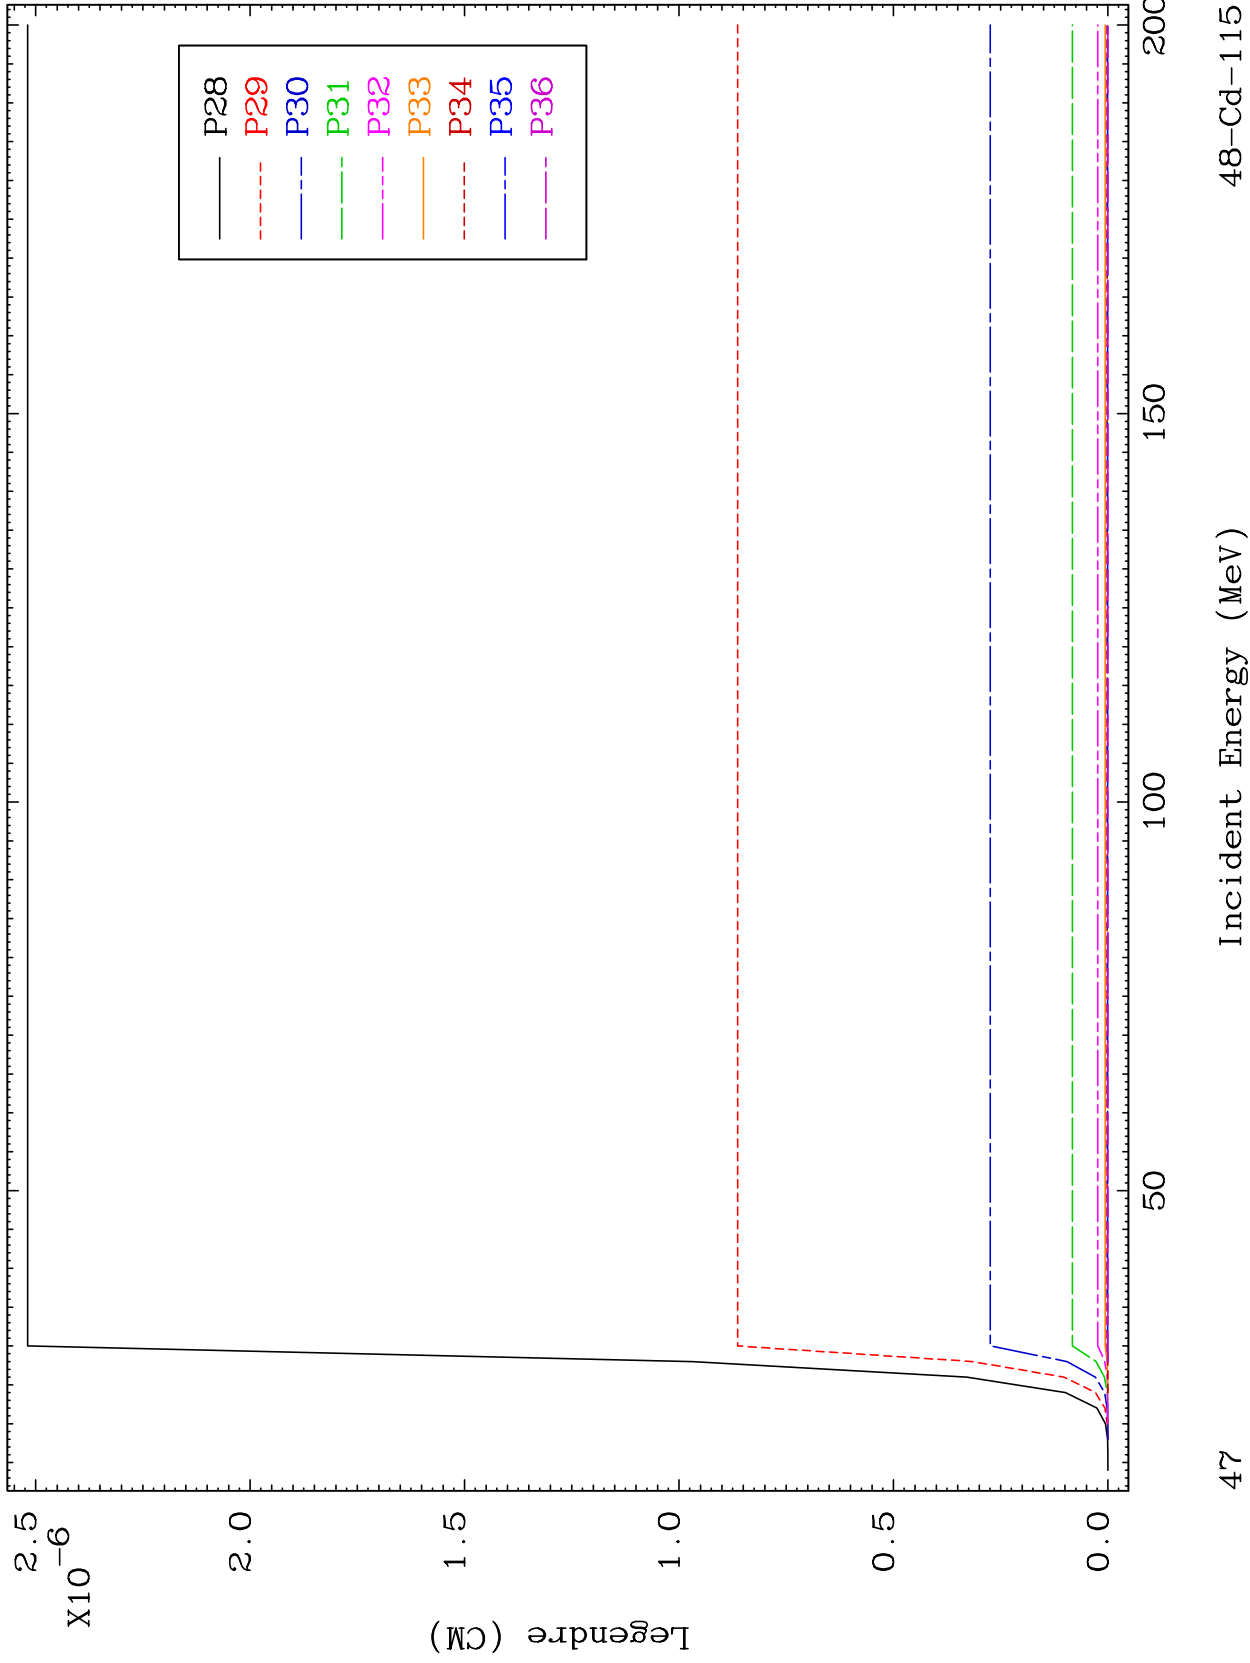 2.5
X10-6
2.0
1.5
1.0
0.5
0.0
Legendre (CM)
P28
P29
P30
P31
P32
P33
P34
P35
P36
50
100
150
200
Incident Energy (MeV)
47
48-Cd-115